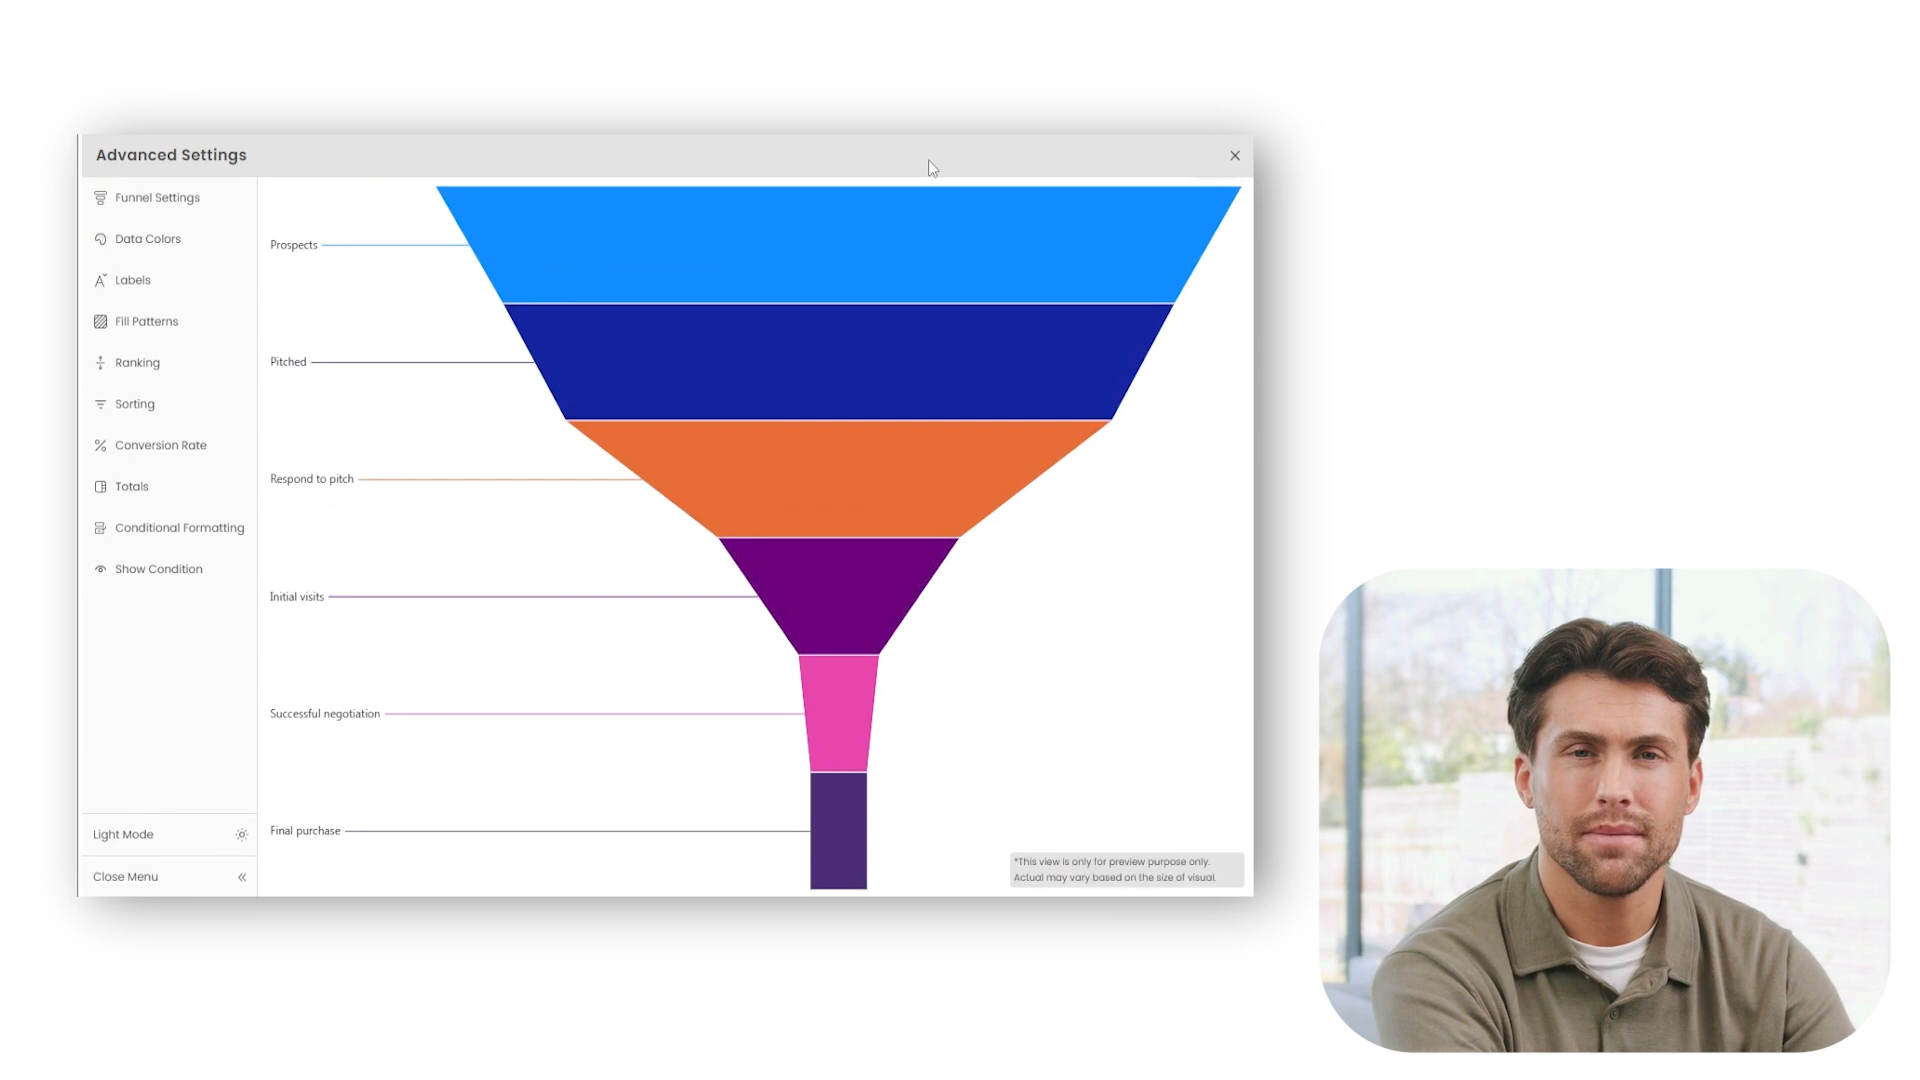 Advanced Settings
Funnel Settings
Data Colors
Labels
Fill Patterns
Ranking
Sorting
Conversion Rate
Totals
Conditional Formatting
Show Condition
Light Mode
Close Menu
Prospects
Pitched
Respond to pitch
Initial visits
Successful negotiation
Final purchase
*This view is only for preview purpose only.
Actual may vary based on the size of visual.